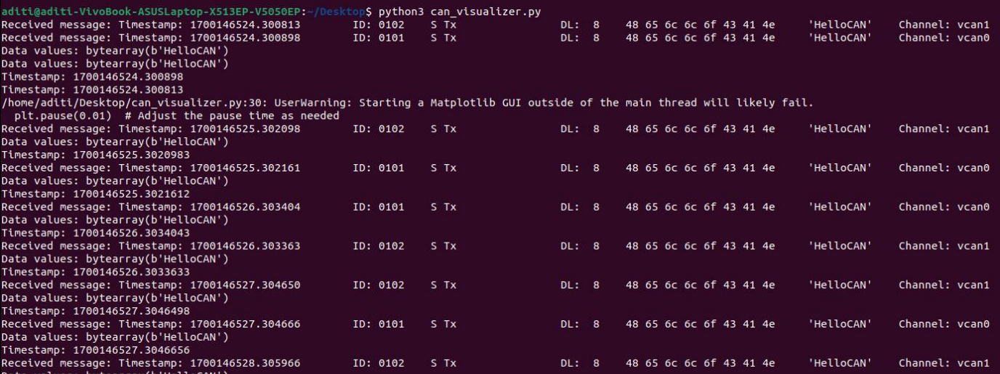 aditi@aditi-VivoBook-ASUSLaptop-X513EP-V5050EP:~/Desktop$ python3 can_visualizer.py
Received message: Timestamp: 1700146524.300813 ID: 0102 S Tx DL: 8 48 65 6c 6c 6f 43 41 4e 'HelloCAN' Channel: vcan1
Received message: Timestamp: 1700146524.300898 ID: 0101 S Tx DL: 8 48 65 6c 6c 6f 43 41 4e 'HelloCAN' Channel: vcan0
Data values: bytearray(b'HelloCAN')
Data values: bytearray(b'HelloCAN')
Timestamp: 1700146524.300898
Timestamp: 1700146524.300813
/home/aditi/Desktop/can_visualizer.py:30: UserWarning: Starting a Matplotlib GUI outside of the main thread will likely fail.
plt.pause(0.01) # Adjust the pause time as needed
Received message: Timestamp: 1700146525.302098 ID: 0102 S Tx DL: 8 48 65 6c 6c 6f 43 41 4e 'HelloCAN' Channel: vcan1
Data values: bytearray(b'HelloCAN')
Timestamp: 1700146525.3020983
Received message: Timestamp: 1700146525.302161 ID: 0101 S Tx DL: 8 48 65 6c 6c 6f 43 41 4e 'HelloCAN' Channel: vcan0
Data values: bytearray(b'HelloCAN')
Timestamp: 1700146525.3021612
Received message: Timestamp: 1700146526.303404 ID: 0101 S Tx DL: 8 48 65 6c 6c 6f 43 41 4e 'HelloCAN' Channel: vcan0
Data values: bytearray(b'HelloCAN')
Timestamp: 1700146526.3034043
Received message: Timestamp: 1700146526.303363 ID: 0102 S Tx DL: 8 48 65 6c 6c 6f 43 41 4e 'HelloCAN' Channel: vcan1
Data values: bytearray(b'HelloCAN')
Timestamp: 1700146526.3033633
Received message: Timestamp: 1700146527.304650 ID: 0102 S Tx DL: 8 48 65 6c 6c 6f 43 41 4e 'HelloCAN' Channel: vcan1
Data values: bytearray(b'HelloCAN')
Timestamp: 1700146527.3046498
Received message: Timestamp: 1700146527.304666 ID: 0101 S Tx DL: 8 48 65 6c 6c 6f 43 41 4e 'HelloCAN' Channel: vcan0
Data values: bytearray(b'HelloCAN')
Timestamp: 1700146527.3046656
Received message: Timestamp: 1700146528.305966 ID: 0102 S Tx DL: 8 48 65 6c 6c 6f 43 41 4e 'HelloCAN' Channel: vcan1